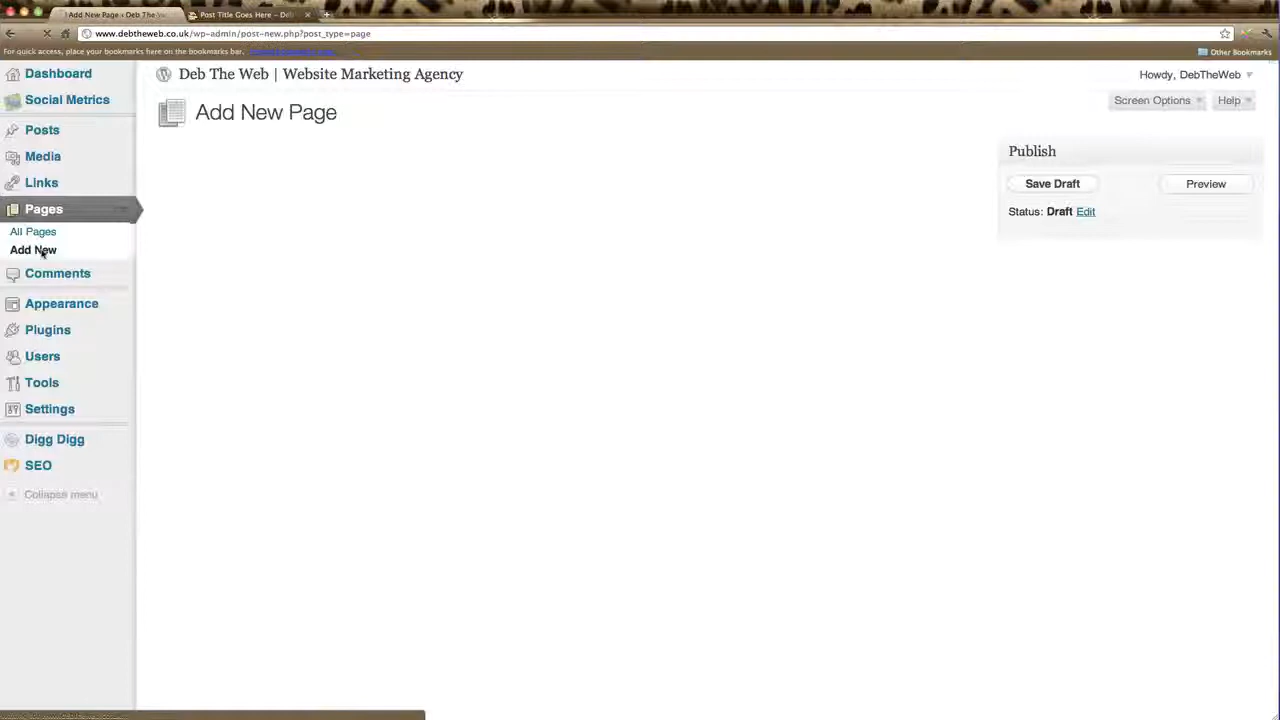 Add New Page ‹ Deb The We
Post Title Goes Here – Deb
www.debtheweb.co.uk/wp-admin/post-new.php?post_type=page
For quick access, place your bookmarks here on the bookmarks bar.
Other Bookmarks
Dashboard
Social Metrics
Posts
Media
Links
Pages
All Pages
Add New
Comments
Appearance
Plugins
Users
Tools
Settings
Digg Digg
SEO
Collapse menu
Deb The Web | Website Marketing Agency
Howdy, DebTheWeb
Screen Options
Help
Add New Page
Publish
Save Draft
Preview
Status: Draft Edit